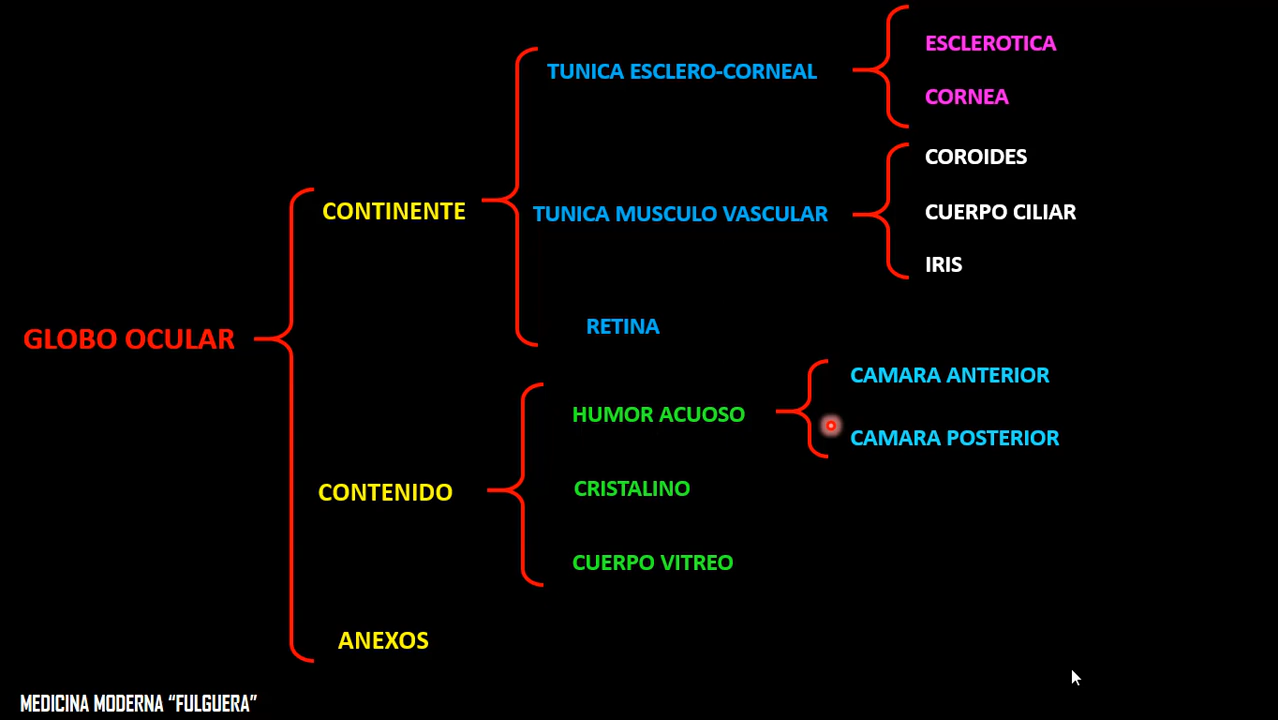 GLOBO OCULAR
CONTINENTE
TUNICA ESCLERO-CORNEAL
ESCLEROTICA
CORNEA
TUNICA MUSCULO VASCULAR
COROIDES
CUERPO CILIAR
IRIS
RETINA
CONTENIDO
HUMOR ACUOSO
CAMARA ANTERIOR
CAMARA POSTERIOR
CRISTALINO
CUERPO VITREO
ANEXOS
MEDICINA MODERNA “FULGUERA”